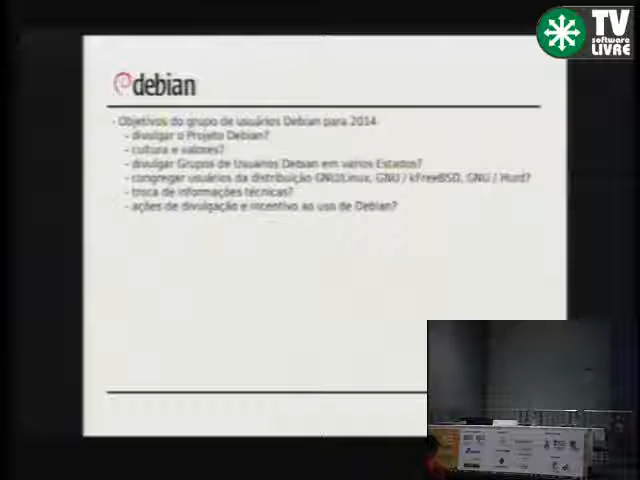 TV
software
LIVRE
debian
- Objetivos do grupo de usuários Debian para 2014
- divulgar o Projeto Debian?
- cultura e valores?
- divulgar Grupos de Usuários Debian em vários Estados?
- congregar usuários da distribuição GNU/Linux, GNU / kFreeBSD, GNU / Hurd?
- troca de informações técnicas?
- ações de divulgação e incentivo ao uso de Debian?